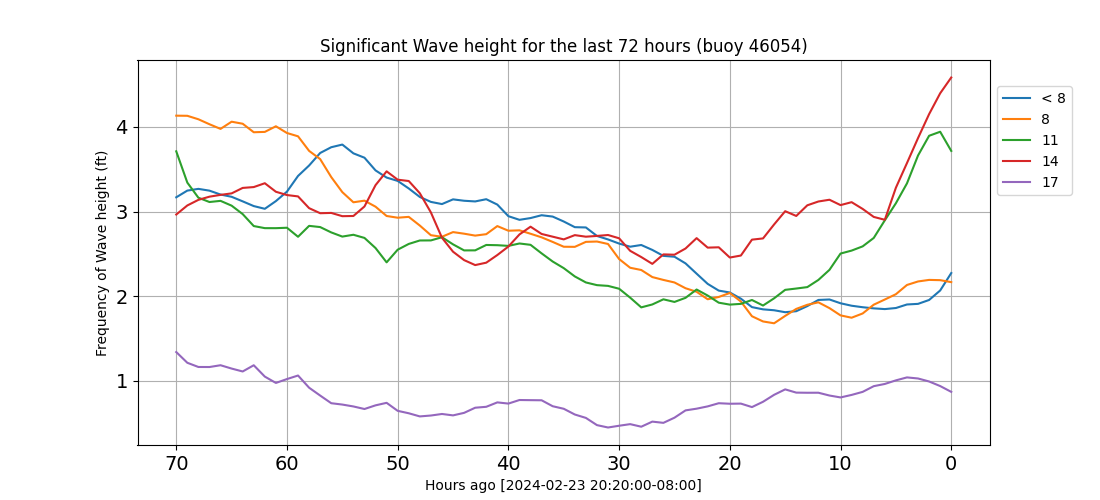 Significant Wave height for the last 72 hours (buoy 46054)
Frequency of Wave height (ft)
4
3
2
1
70 60 50 40 30 20 10 0
Hours ago [2024-02-23 20:20:00-08:00]
< 8
8
11
14
17